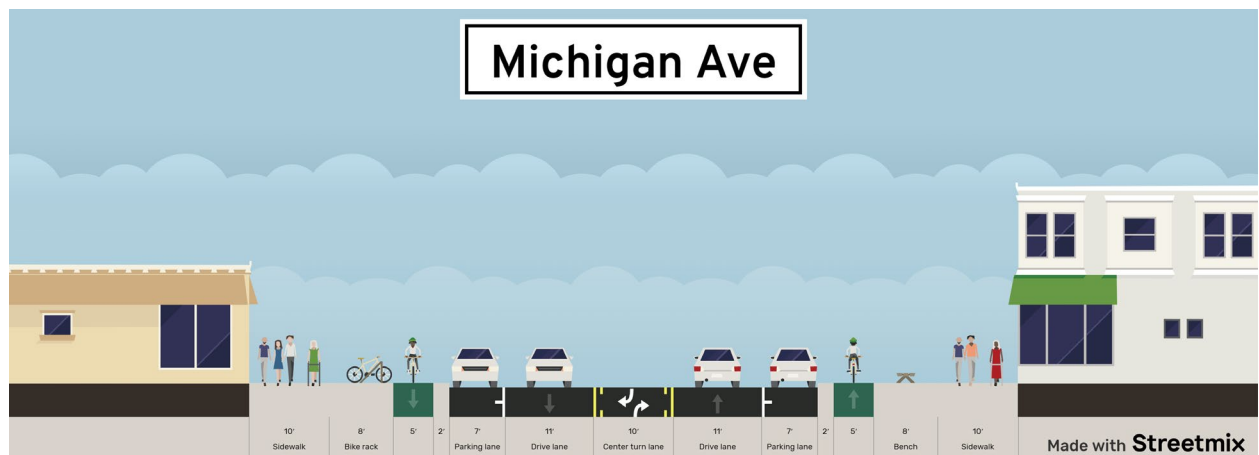 Michigan Ave
10' 8' 5' 2' 7' 11' 10' 11' 7' 2' 5' 8' 10'
Sidewalk Bike rack Parking lane Drive lane Center turn lane Drive lane Parking lane Bench Sidewalk
Made with Streetmix